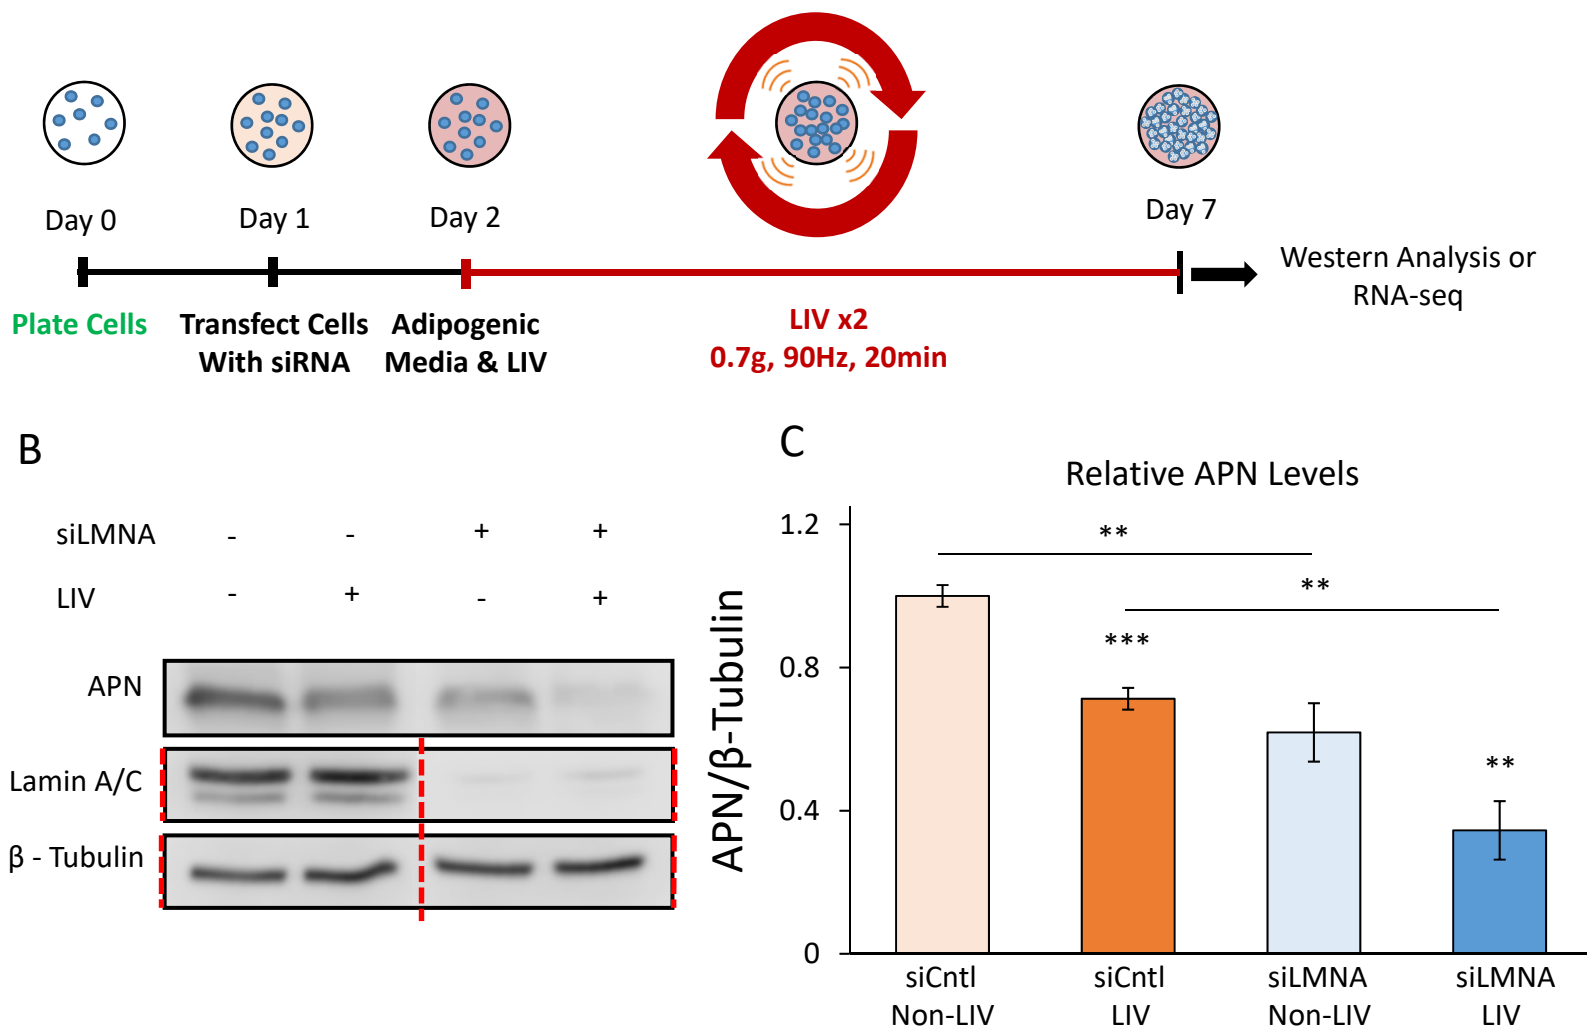 Day 0
Day 1
Day 2
Day 7
Plate Cells
Transfect Cells
With siRNA
Adipogenic
Media & LIV
LIV x2
0.7g, 90Hz, 20min
Western Analysis or
RNA-seq
B
siLMNA - - + +
LIV - + - +
APN
Lamin A/C
β - Tubulin
C
Relative APN Levels
APN/β-Tubulin
1.2
0.8
0.4
0
**
**
***
**
siCntl
Non-LIV
siCntl
LIV
siLMNA
Non-LIV
siLMNA
LIV